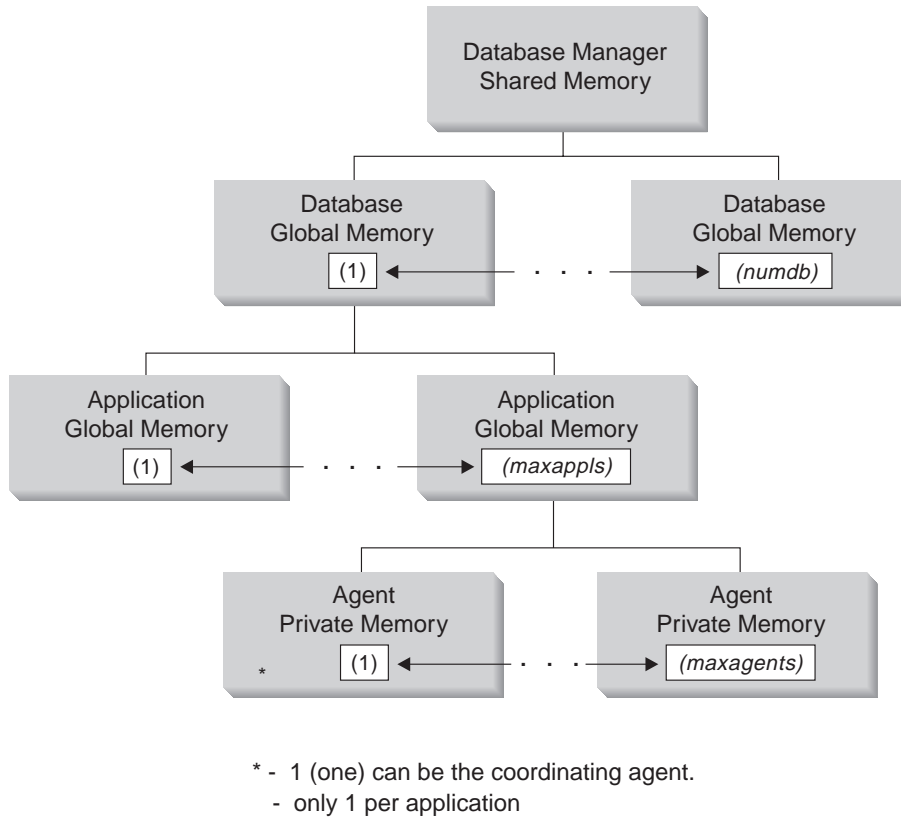 Database Manager
Shared Memory
Database
Global Memory
(1)
. . .
Database
Global Memory
(numdb)
Application
Global Memory
(1)
. . .
Application
Global Memory
(maxappls)
Agent
Private Memory
*
(1)
. . .
Agent
Private Memory
(maxagents)
* - 1 (one) can be the coordinating agent.
- only 1 per application